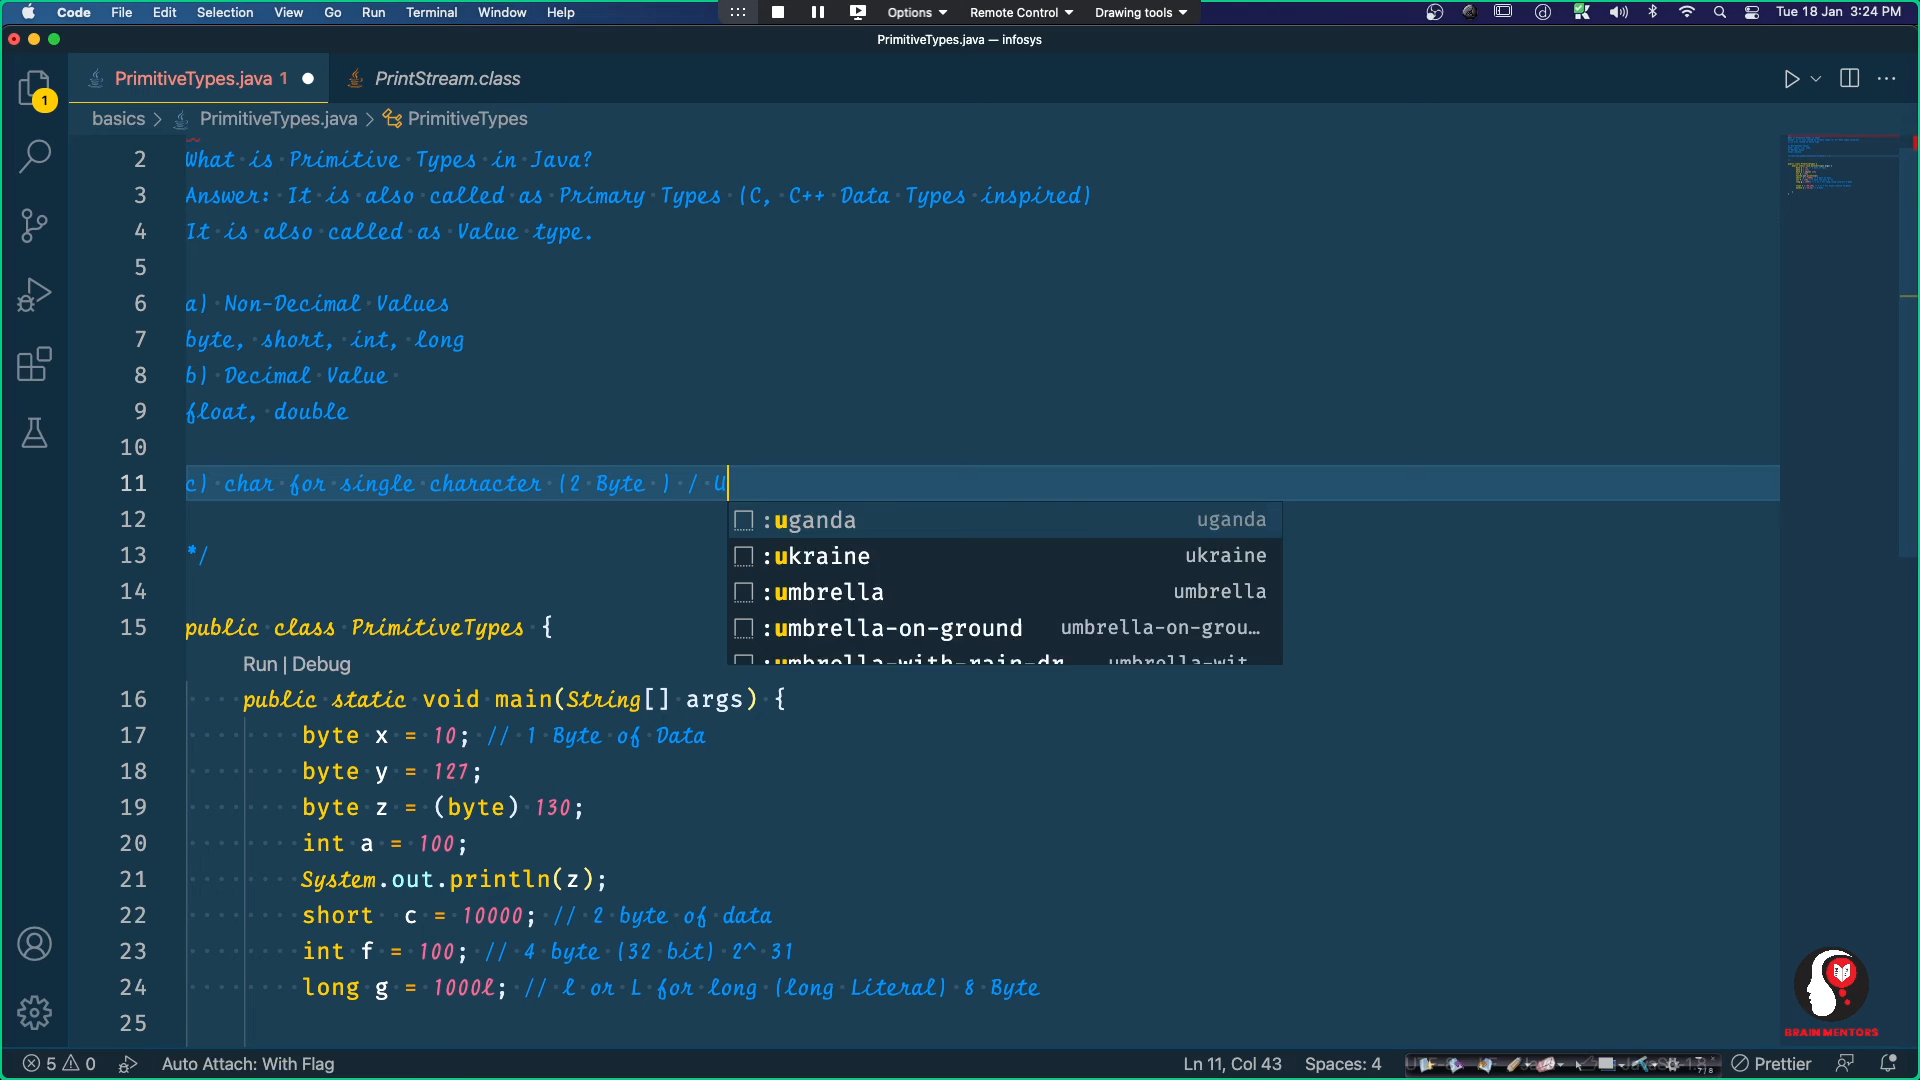 Code File Edit Selection View Go Run Terminal Window Help Options Remote Control Drawing tools Tue 18 Jan 3:24 PM
PrimitiveTypes.java — infosys
PrimitiveTypes.java 1 PrintStream.class
1
basics > PrimitiveTypes.java > PrimitiveTypes
2 What is Primitive Types in Java?
3 Answer: It is also called as Primary Types (C, C++ Data Types inspired)
4 It is also called as Value type.
5
6 a) Non-Decimal Values
7 byte, short, int, long
8 b) Decimal Value
9 float, double
10
11 c) char for single character (2 Byte ) / U
12
:uganda uganda
:ukraine ukraine
:umbrella umbrella
:umbrella-on-ground umbrella-on-grou…
:umbrella-with-rain-dr umbrella-wit
13 */
14
15 public class PrimitiveTypes {
Run | Debug
16 public static void main(String[] args) {
17 byte x = 10; // 1 Byte of Data
18 byte y = 127;
19 byte z = (byte) 130;
20 int a = 100;
21 System.out.println(z);
22 short c = 10000; // 2 byte of data
23 int f = 100; // 4 byte (32 bit) 2^ 31
24 long g = 1000l; // l or L for long (long Literal) 8 Byte
25
BRAIN MENTORS
5 0 Auto Attach: With Flag Ln 11, Col 43 Spaces: 4 Prettier